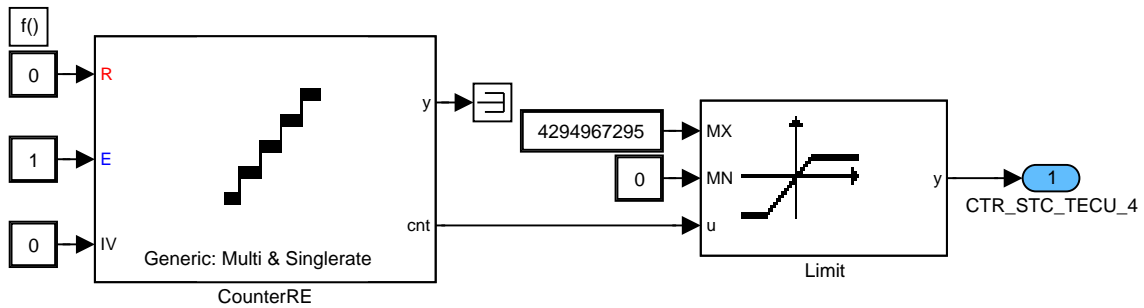 f()
0
R
1
E
0
IV
y
cnt
Generic: Multi & Singlerate
CounterRE
4294967295
MX
0
MN
u
y
Limit
1
CTR_STC_TECU_4